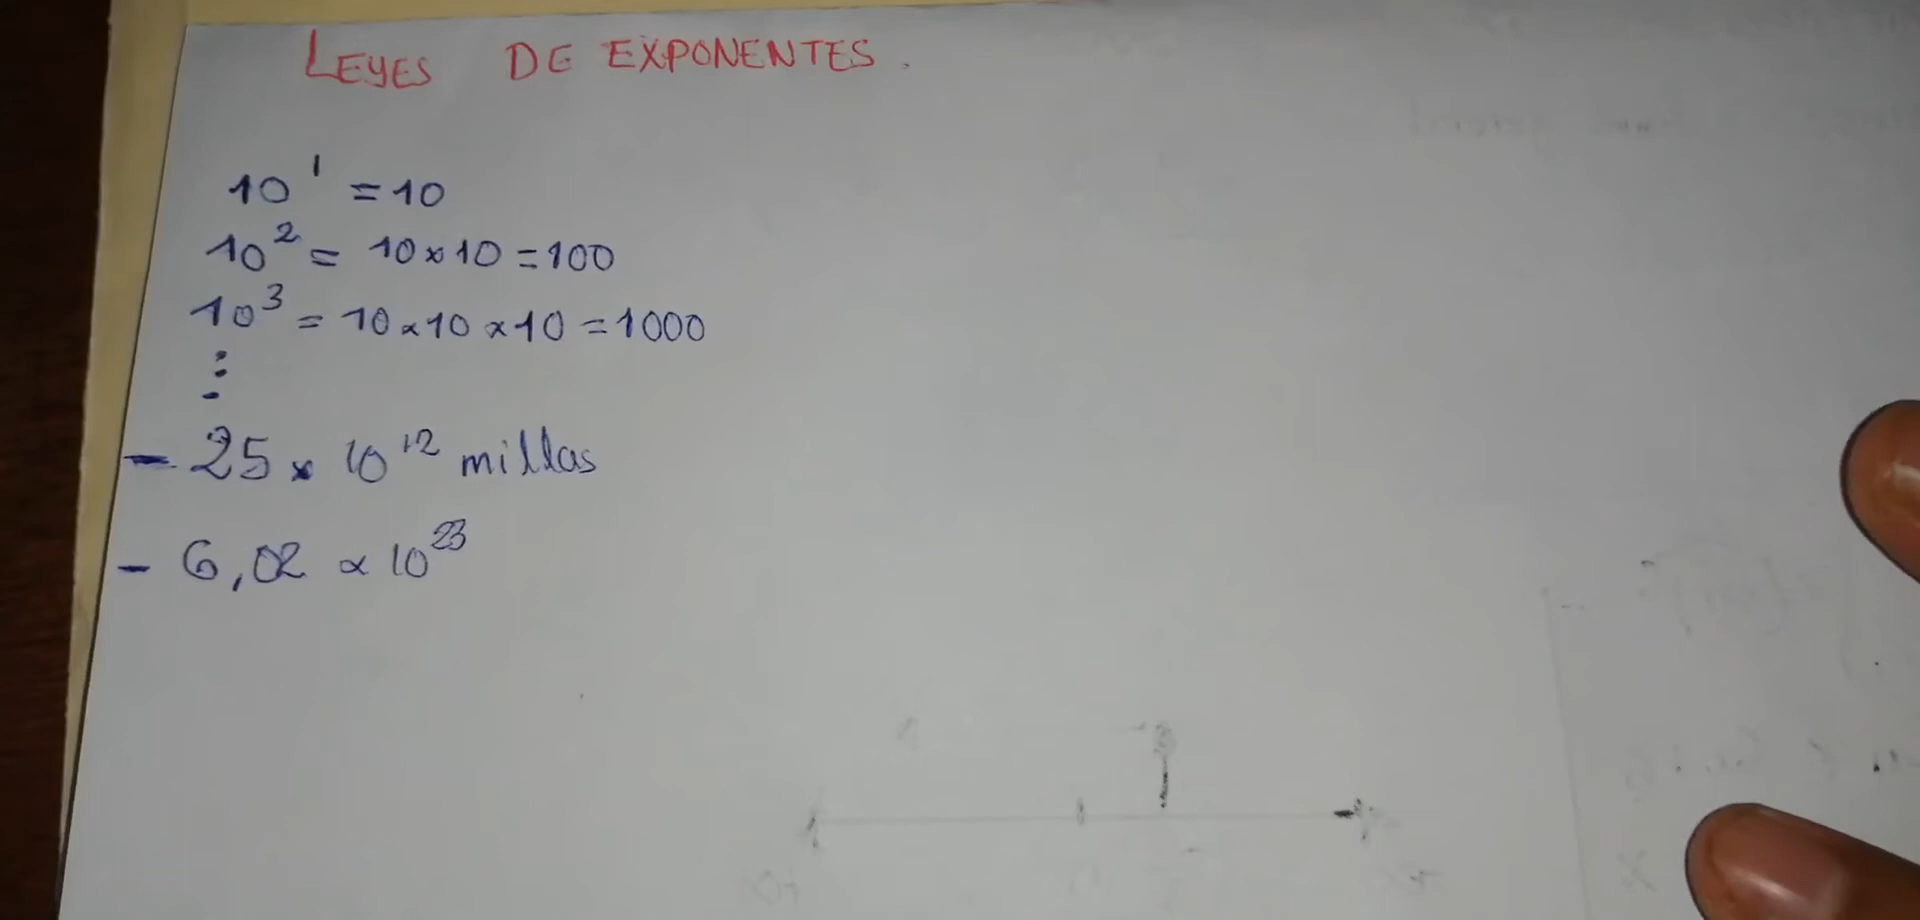 LEYES DE EXPONENTES.
10¹ = 10
10² = 10 x 10 = 100
10³ = 10 x 10 x 10 = 1000
⋮
- 25 x 10¹² millas
- 6,02 x 10²³